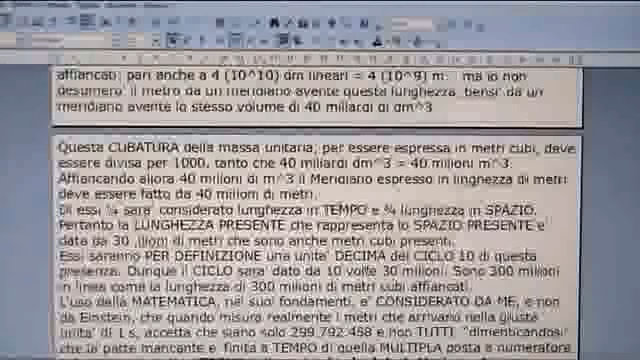 affiancati; pari anche a 4 (10^10) dm lineari = 4 (10^9) m. ma io non
desumero' il metro da un meridiano avente questa lunghezza bensi' da un
meridiano avente lo stesso volume di 40 miliardi di dm^3
Questa CUBATURA della massa unitaria, per essere espressa in metri cubi, deve
essere divisa per 1000, tanto che 40 miliardi dm^3 = 40 milioni m^3.
Affiancando allora 40 milioni di m^3 il Meridiano espresso in lingnezza di metri
deve essere fatto da 40 milioni di metri.
Di essi ¼ sara' considerato lunghezza in TEMPO e ¾ lunghezza in SPAZIO.
Pertanto la LUNGHEZZA PRESENTE che rappresenta lo SPAZIO PRESENTE e'
data da 30 ilioni di metri che sono anche metri cubi presenti.
Essi saranno PER DEFINIZIONE una unita' DECIMA del CICLO 10 di questa
presenza. Dunque il CICLO sara' dato da 10 volte 30 milioni. Sono 300 milioni
in linea come la lunghezza di 300 milioni di metri cubi affiancati.
L'uso della MATEMATICA, nei suoi fondamenti, e' CONSIDERATO DA ME, e non
da Einstein, che quando misura realmente i metri che arrivano nella giusta
unita' di 1 s, accetta che siano solo 299.792.458 e non TUTTI, "dimenticandosi"
che la parte mancante e' finita a TEMPO di quella MULTIPLA posta a numeratore